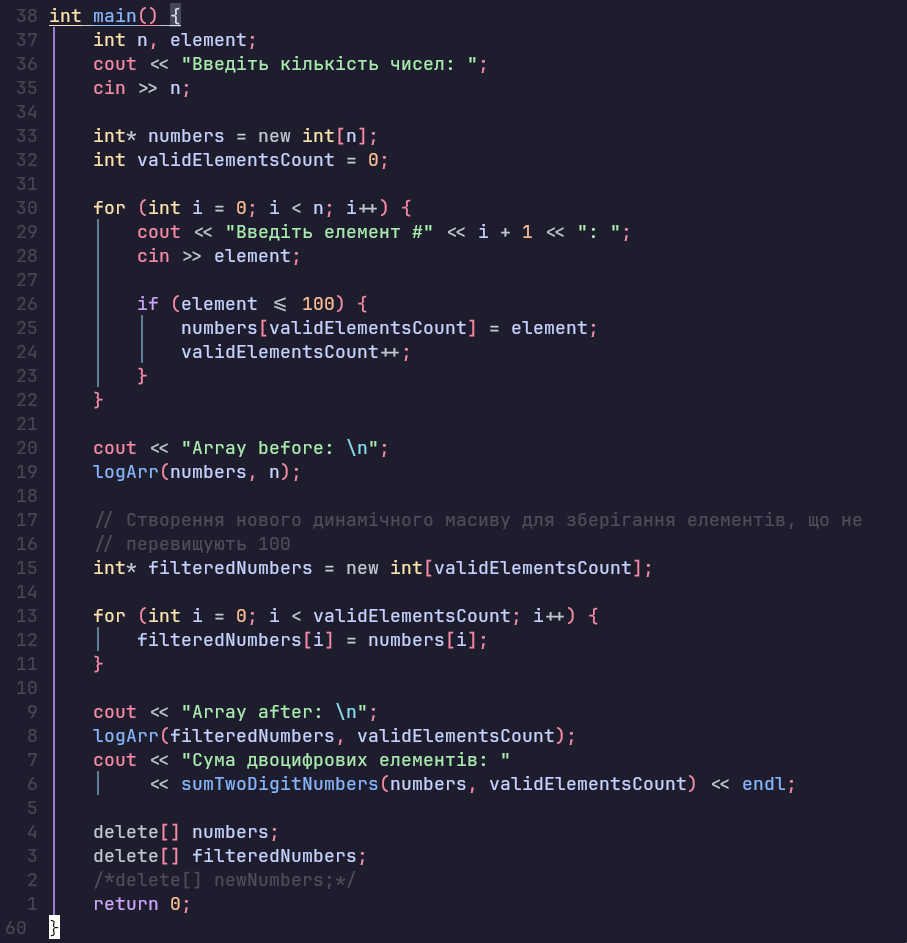 38 int main() {
37     int n, element;
36     cout << "Введіть кількість чисел: ";
35     cin >> n;
34
33     int* numbers = new int[n];
32     int validElementsCount = 0;
31
30     for (int i = 0; i < n; i++) {
29         cout << "Введіть елемент #" << i + 1 << ": ";
28         cin >> element;
27
26         if (element <= 100) {
25             numbers[validElementsCount] = element;
24             validElementsCount++;
23         }
22     }
21
20     cout << "Array before: \n";
19     logArr(numbers, n);
18
17     // Створення нового динамічного масиву для зберігання елементів, що не
16     // перевищують 100
15     int* filteredNumbers = new int[validElementsCount];
14
13     for (int i = 0; i < validElementsCount; i++) {
12         filteredNumbers[i] = numbers[i];
11     }
10
9     cout << "Array after: \n";
8     logArr(filteredNumbers, validElementsCount);
7     cout << "Сума двоцифрових елементів: "
6          << sumTwoDigitNumbers(numbers, validElementsCount) << endl;
5
4     delete[] numbers;
3     delete[] filteredNumbers;
2     /*delete[] newNumbers;*/
1     return 0;
60 }